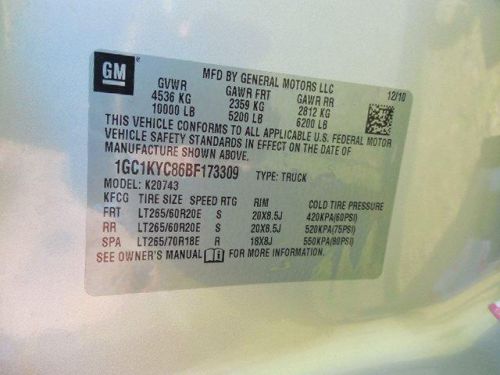 GM
MFD BY GENERAL MOTORS LLC
GVWR GAWR FRT GAWR RR 12/10
4536 KG 2359 KG 2812 KG
10000 LB 5200 LB 6200 LB
THIS VEHICLE CONFORMS TO ALL APPLICABLE U.S. FEDERAL MOTOR
VEHICLE SAFETY STANDARDS IN EFFECT ON THE DATE OF
MANUFACTURE SHOWN ABOVE.
1GC1KYC86BF173309 TYPE: TRUCK
MODEL: K20743
KFCG TIRE SIZE SPEED RTG RIM COLD TIRE PRESSURE
FRT LT265/60R20E S 20X8.5J 420KPA(60PSI)
RR LT265/60R20E S 20X8.5J 520KPA(75PSI)
SPA LT265/70R18E R 18X8J 550KPA(80PSI)
SEE OWNER'S MANUAL FOR MORE INFORMATION.